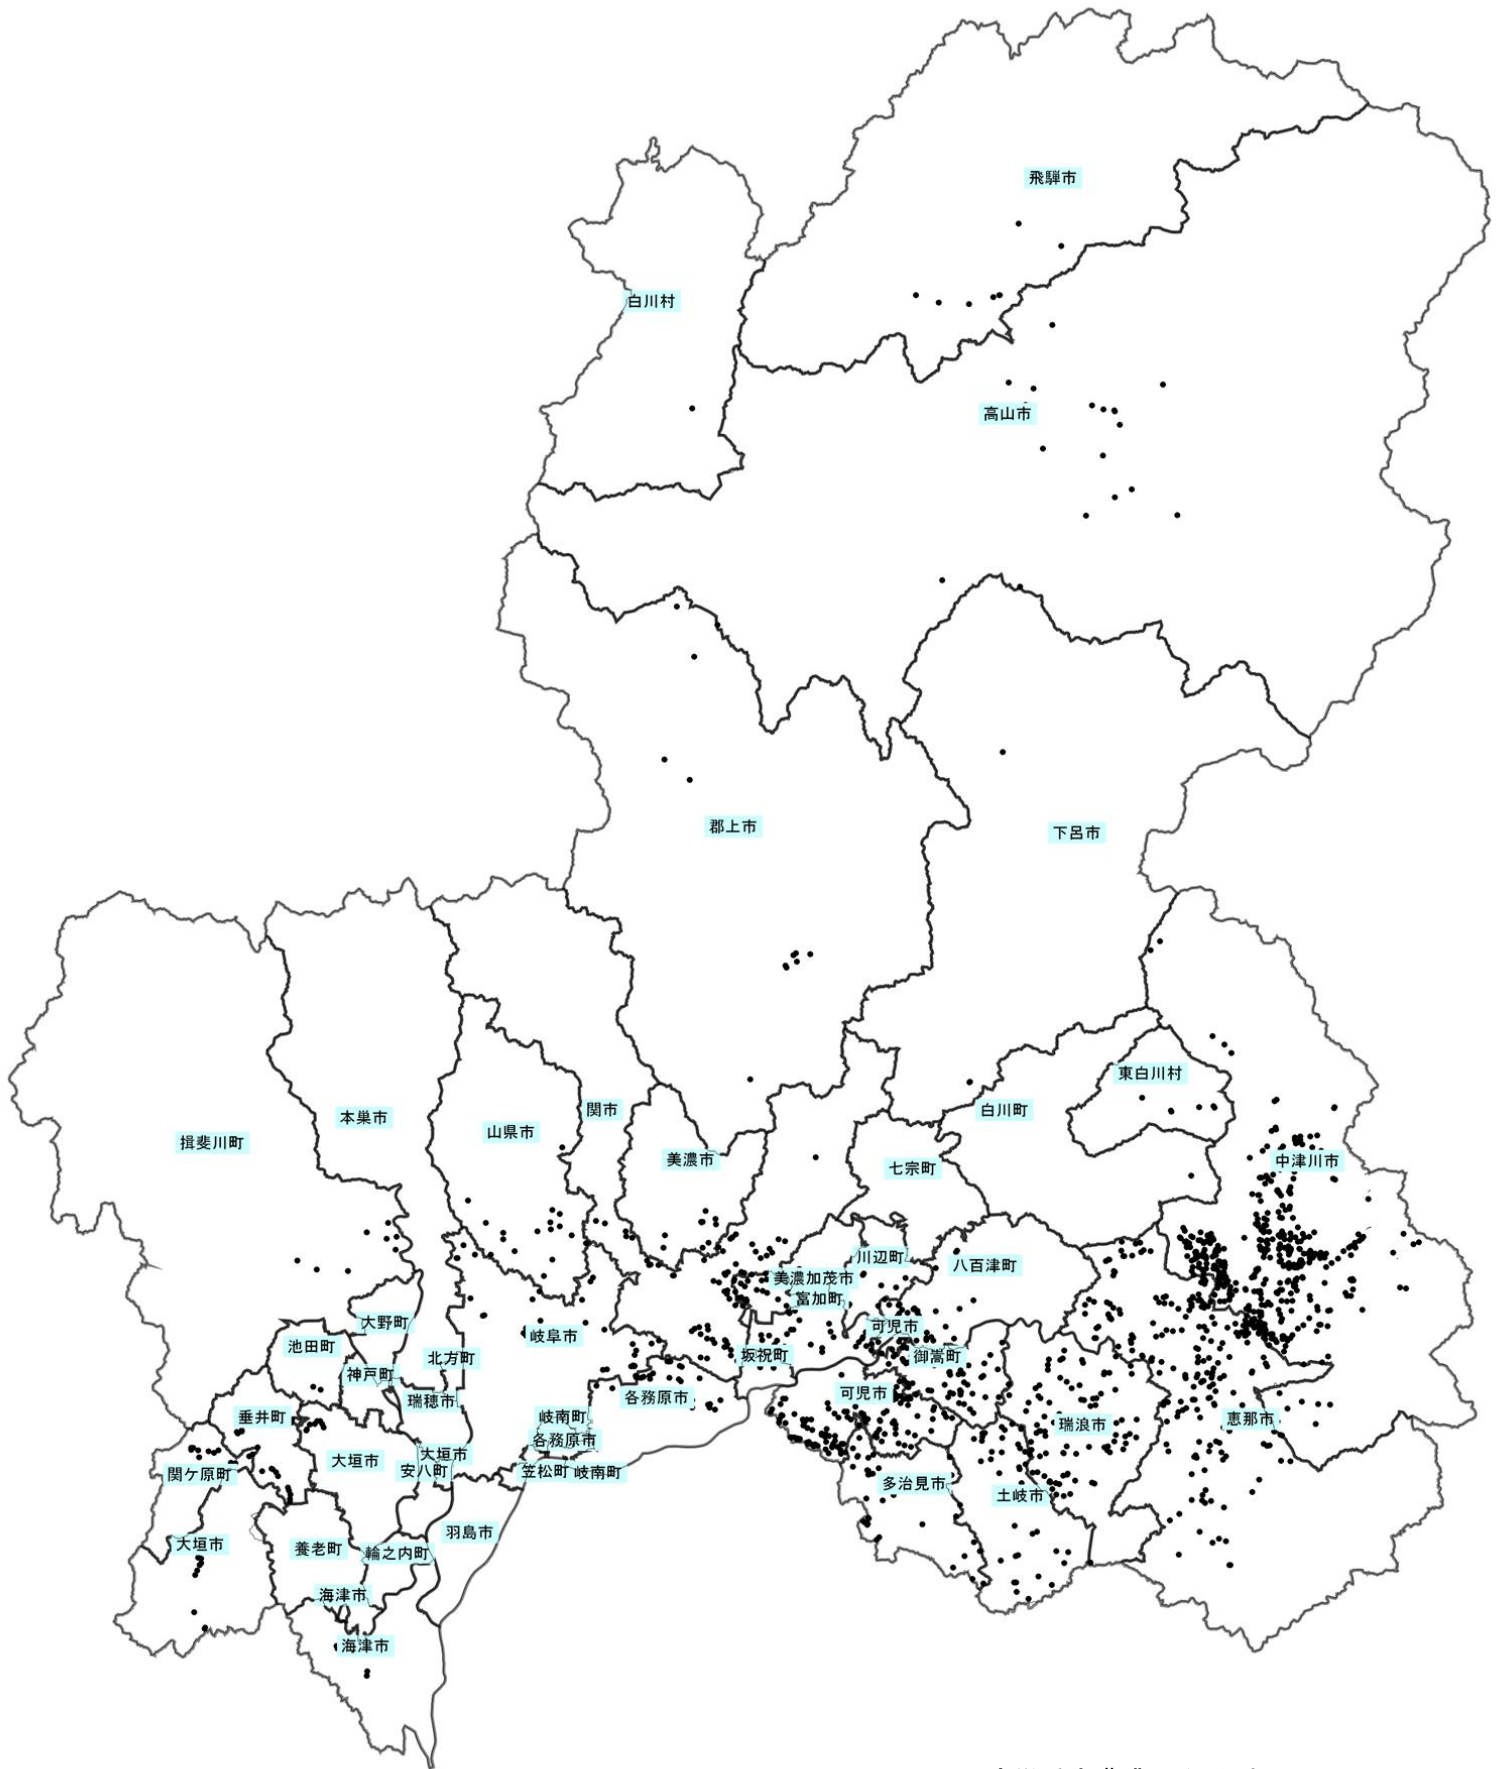 飛騨市
白川村
高山市
郡上市
下呂市
東白川村
関市
白川町
本巣市
山県市
揖斐川町
美濃市
中津川市
七宗町
川辺町
八百津町
美濃加茂市
富加町
大野町
可児市
岐阜市
池田町
坂祝町
御嵩町
北方町
神戸町
可児市
各務原市
瑞穂市
垂井町
岐南町
恵那市
瑞浪市
各務原市
大垣市
大垣市
安八町
関ケ原町
笠松町
岐南町
多治見市
土岐市
羽島市
大垣市
養老町
輪之内町
海津市
海津市